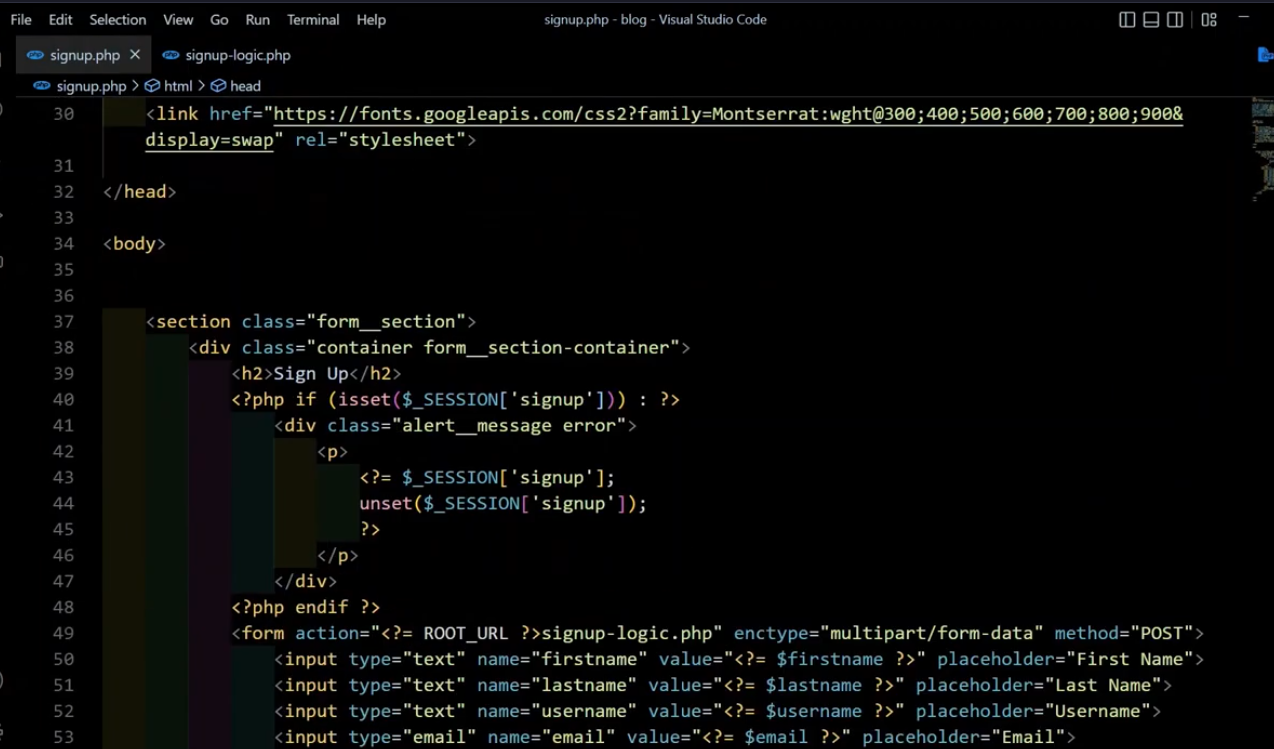 File Edit Selection View Go Run Terminal Help signup.php - blog - Visual Studio Code
signup.php signup-logic.php
signup.php > html > head
30 <link href="https://fonts.googleapis.com/css2?family=Montserrat:wght@300;400;500;600;700;800;900&
display=swap" rel="stylesheet">
31
32 </head>
33
34 <body>
35
36
37 <section class="form__section">
38 <div class="container form__section-container">
39 <h2>Sign Up</h2>
40 <?php if (isset($_SESSION['signup'])) : ?>
41 <div class="alert__message error">
42 <p>
43 <?= $_SESSION['signup'];
44 unset($_SESSION['signup']);
45 ?>
46 </p>
47 </div>
48 <?php endif ?>
49 <form action="<?= ROOT_URL ?>signup-logic.php" enctype="multipart/form-data" method="POST">
50 <input type="text" name="firstname" value="<?= $firstname ?>" placeholder="First Name">
51 <input type="text" name="lastname" value="<?= $lastname ?>" placeholder="Last Name">
52 <input type="text" name="username" value="<?= $username ?>" placeholder="Username">
53 <input type="email" name="email" value="<?= $email ?>" placeholder="Email">